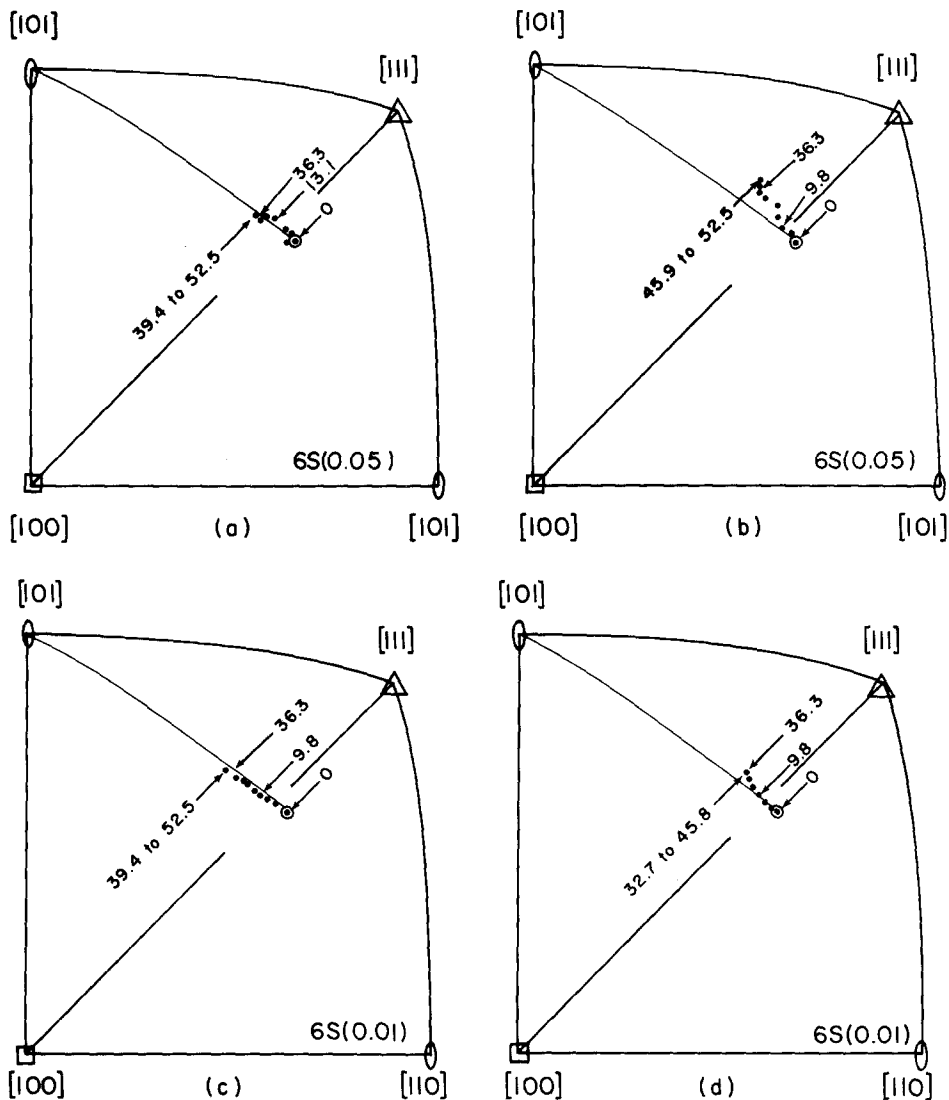 [101]
[111]
36.3
13.1
0
39.4 to 52.5
6S(0.05)
[100]
(a)
[101]
[101]
[111]
36.3
9.8
0
45.9 to 52.5
6S(0.05)
[100]
(b)
[101]
[101]
[111]
36.3
9.8
0
39.4 to 52.5
6S(0.01)
[100]
(c)
[110]
[101]
[111]
36.3
9.8
0
32.7 to 45.8
6S(0.01)
[100]
(d)
[110]